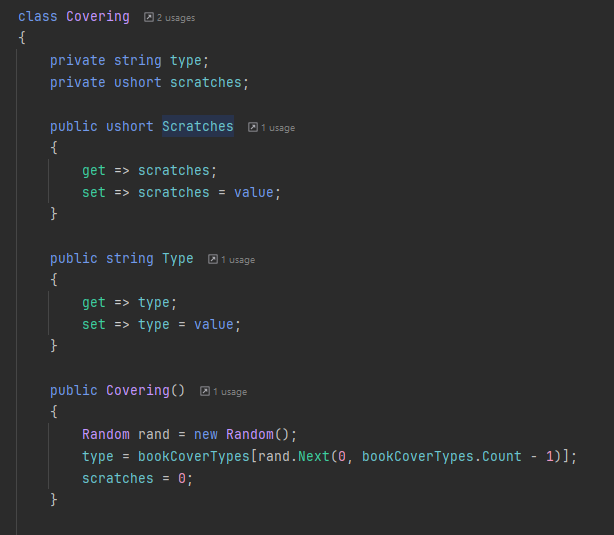 class Covering 2 usages
{
private string type;
private ushort scratches;
public ushort Scratches 1 usage
{
get => scratches;
set => scratches = value;
}
public string Type 1 usage
{
get => type;
set => type = value;
}
public Covering() 1 usage
{
Random rand = new Random();
type = bookCoverTypes[rand.Next(0, bookCoverTypes.Count - 1)];
scratches = 0;
}